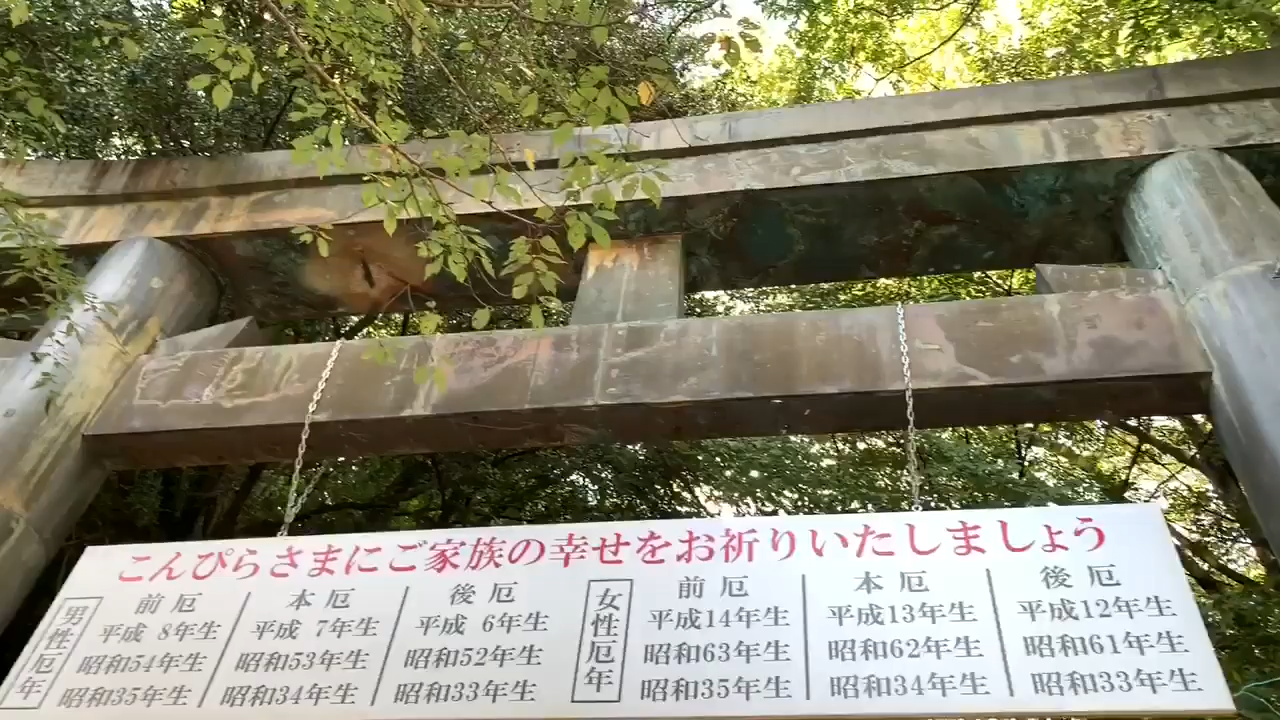 こんぴらさまにご家族の幸せをお祈りいたしましょう
男性厄年
前厄
平成 8年生
昭和54年生
昭和35年生
本厄
平成 7年生
昭和53年生
昭和34年生
後厄
平成 6年生
昭和52年生
昭和33年生
女性厄年
前厄
平成14年生
昭和63年生
昭和35年生
本厄
平成13年生
昭和62年生
昭和34年生
後厄
平成12年生
昭和61年生
昭和33年生